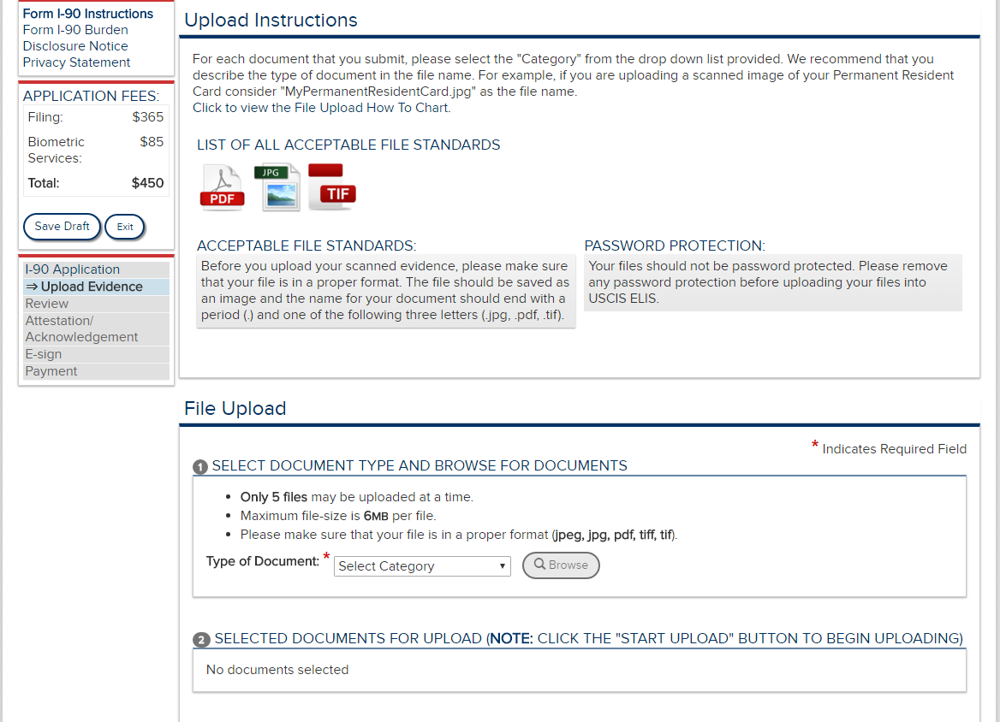 Form I-90 Instructions
Form I-90 Burden
Disclosure Notice
Privacy Statement
APPLICATION FEES:
Filing: $365
Biometric $85
Services:
Total: $450
Save Draft Exit
I-90 Application
⇒ Upload Evidence
Review
Attestation/
Acknowledgement
E-sign
Payment
Upload Instructions
For each document that you submit, please select the "Category" from the drop down list provided. We recommend that you
describe the type of document in the file name. For example, if you are uploading a scanned image of your Permanent Resident
Card consider "MyPermanentResidentCard.jpg" as the file name.
Click to view the File Upload How To Chart.
LIST OF ALL ACCEPTABLE FILE STANDARDS
PDF JPG TIF
ACCEPTABLE FILE STANDARDS:
Before you upload your scanned evidence, please make sure
that your file is in a proper format. The file should be saved as
an image and the name for your document should end with a
period (.) and one of the following three letters (.jpg, .pdf, .tif).
PASSWORD PROTECTION:
Your files should not be password protected. Please remove
any password protection before uploading your files into
USCIS ELIS.
File Upload
* Indicates Required Field
1 SELECT DOCUMENT TYPE AND BROWSE FOR DOCUMENTS
• Only 5 files may be uploaded at a time.
• Maximum file-size is 6MB per file.
• Please make sure that your file is in a proper format (jpeg, jpg, pdf, tiff, tif).
Type of Document: * Select Category Browse
2 SELECTED DOCUMENTS FOR UPLOAD (NOTE: CLICK THE "START UPLOAD" BUTTON TO BEGIN UPLOADING)
No documents selected